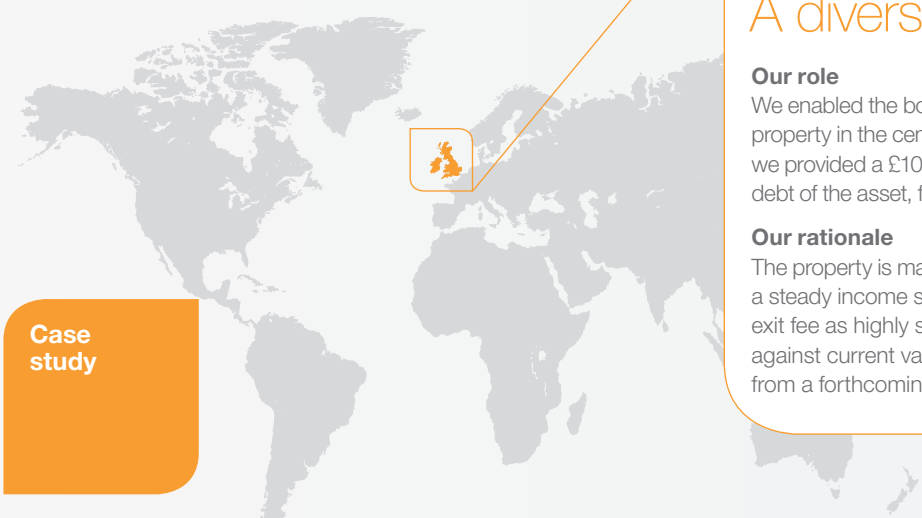 Case
study
A divers
Our role
We enabled the bo
property in the cer
we provided a £10
debt of the asset, f
Our rationale
The property is ma
a steady income s
exit fee as highly s
against current va
from a forthcomin